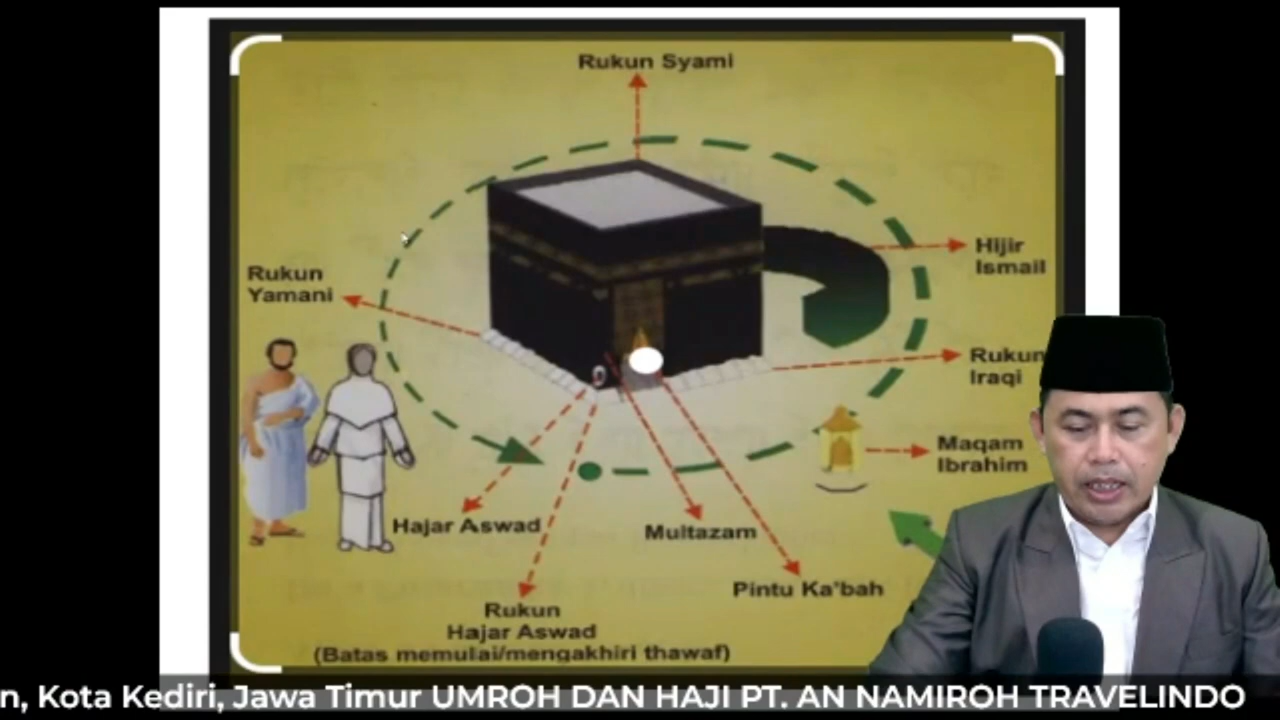 Rukun Syami
Hijir
Ismail
Rukun
Yamani
Rukun
Iraqi
Maqam
Ibrahim
Hajar Aswad
Multazam
Pintu Ka'bah
Rukun
Hajar Aswad
(Batas memulai/mengakhiri thawaf)
n, Kota Kediri, Jawa Timur UMROH DAN HAJI PT. AN NAMIROH TRAVELINDO